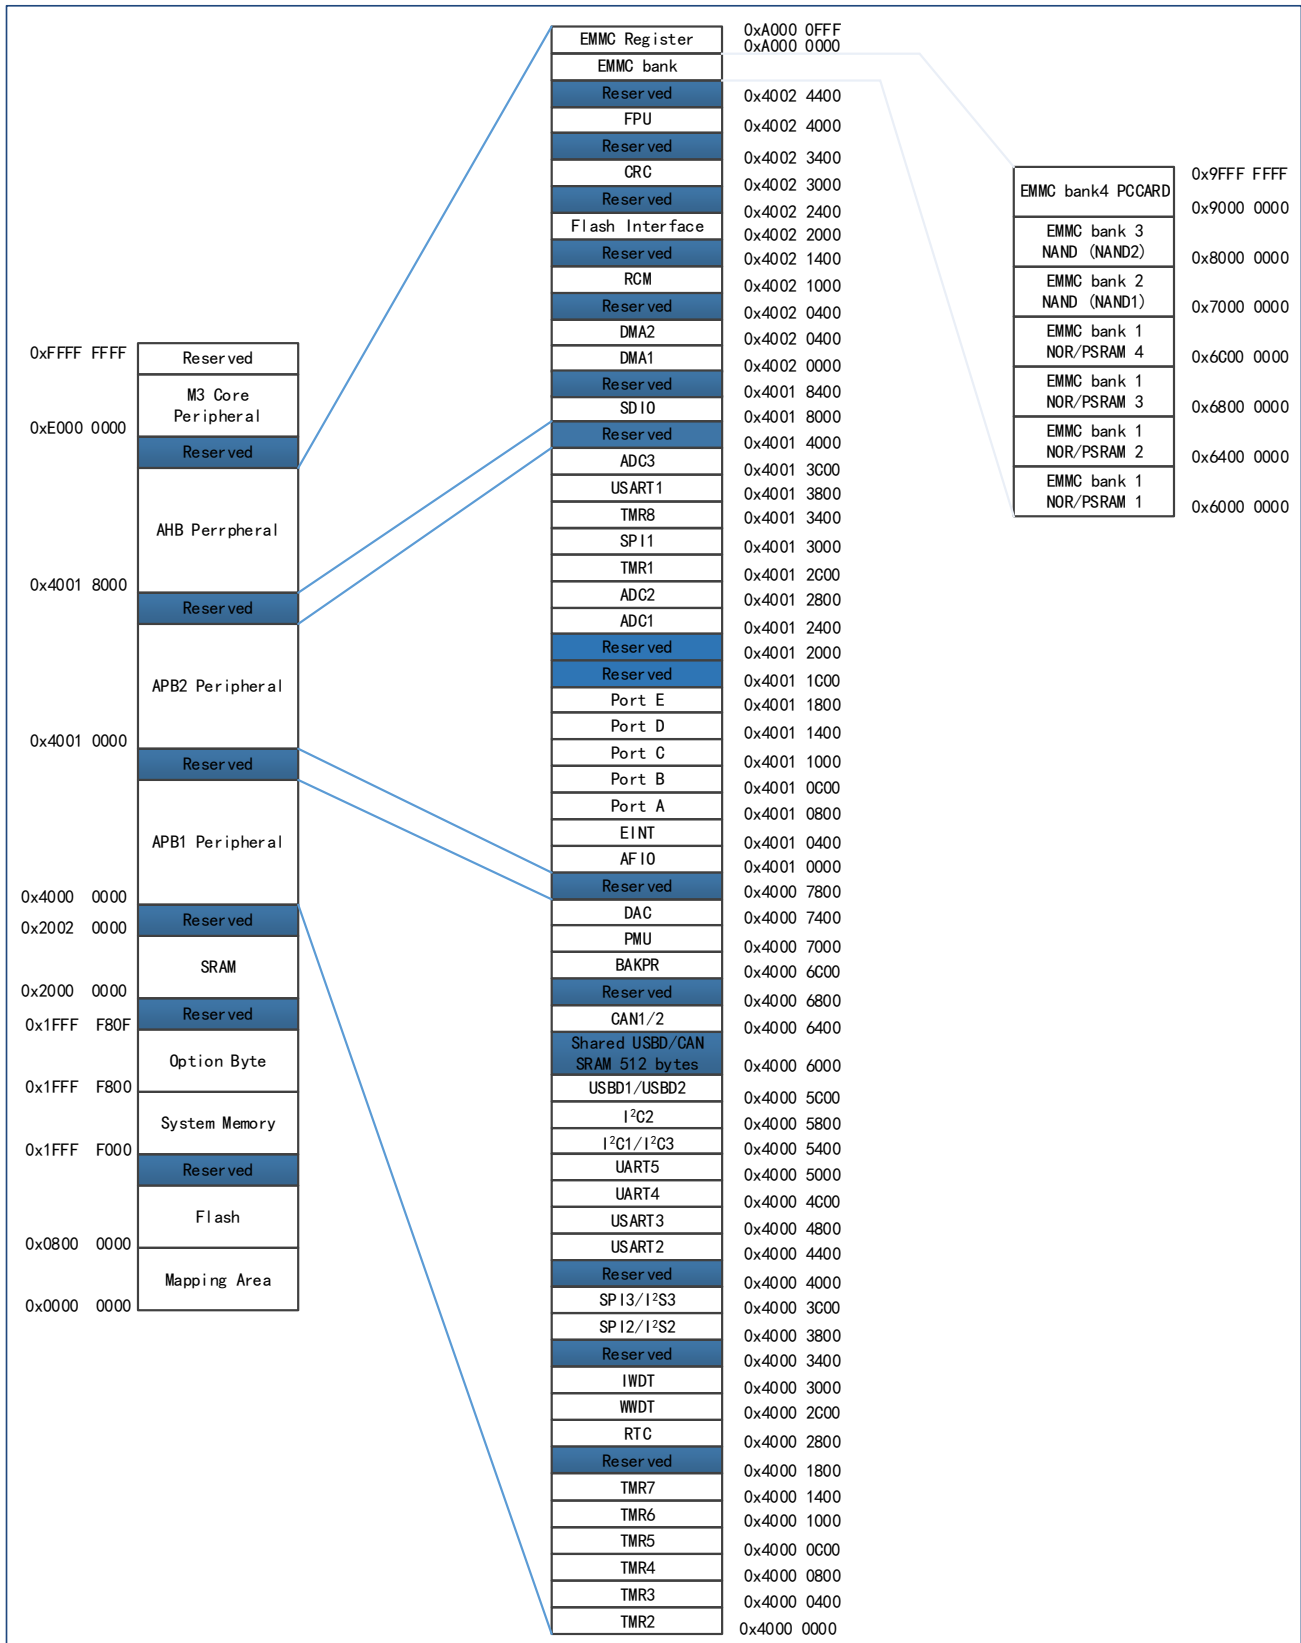 0xFFFF FFFF
Reserved
M3 Core
Peripheral
0xE000 0000
Reserved
AHB Perrpheral
0x4001 8000
Reserved
APB2 Peripheral
0x4001 0000
Reserved
APB1 Peripheral
0x4000 0000
Reserved
0x2002 0000
SRAM
0x2000 0000
Reserved
0x1FFF F80F
Option Byte
0x1FFF F800
System Memory
0x1FFF F000
Reserved
Flash
0x0800 0000
Mapping Area
0x0000 0000
0xA000 0FFF
EMMC Register
0xA000 0000
EMMC bank
Reserved
0x4002 4400
FPU
0x4002 4000
Reserved
0x4002 3400
CRC
0x4002 3000
Reserved
0x4002 2400
Flash Interface
0x4002 2000
Reserved
0x4002 1400
RCM
0x4002 1000
Reserved
0x4002 0400
DMA2
0x4002 0400
DMA1
0x4002 0000
Reserved
0x4001 8400
SDIO
0x4001 8000
Reserved
0x4001 4000
ADC3
0x4001 3C00
USART1
0x4001 3800
TMR8
0x4001 3400
SPI1
0x4001 3000
TMR1
0x4001 2C00
ADC2
0x4001 2800
ADC1
0x4001 2400
Reserved
0x4001 2000
Reserved
0x4001 1C00
Port E
0x4001 1800
Port D
0x4001 1400
Port C
0x4001 1000
Port B
0x4001 0C00
Port A
0x4001 0800
EINT
0x4001 0400
AFIO
0x4001 0000
Reserved
0x4000 7800
DAC
0x4000 7400
PMU
0x4000 7000
BAKPR
0x4000 6C00
Reserved
0x4000 6800
CAN1/2
0x4000 6400
Shared USBD/CAN
SRAM 512 bytes
0x4000 6000
USBD1/USBD2
0x4000 5C00
I²C2
0x4000 5800
I²C1/I²C3
0x4000 5400
UART5
0x4000 5000
UART4
0x4000 4C00
USART3
0x4000 4800
USART2
0x4000 4400
Reserved
0x4000 4000
SPI3/I²S3
0x4000 3C00
SPI2/I²S2
0x4000 3800
Reserved
0x4000 3400
IWDT
0x4000 3000
WWDT
0x4000 2C00
RTC
0x4000 2800
Reserved
0x4000 1800
TMR7
0x4000 1400
TMR6
0x4000 1000
TMR5
0x4000 0C00
TMR4
0x4000 0800
TMR3
0x4000 0400
TMR2
0x4000 0000
0x9FFF FFFF
EMMC bank4 PCCARD
0x9000 0000
EMMC bank 3
NAND (NAND2)
0x8000 0000
EMMC bank 2
NAND (NAND1)
0x7000 0000
EMMC bank 1
NOR/PSRAM 4
0x6C00 0000
EMMC bank 1
NOR/PSRAM 3
0x6800 0000
EMMC bank 1
NOR/PSRAM 2
0x6400 0000
EMMC bank 1
NOR/PSRAM 1
0x6000 0000